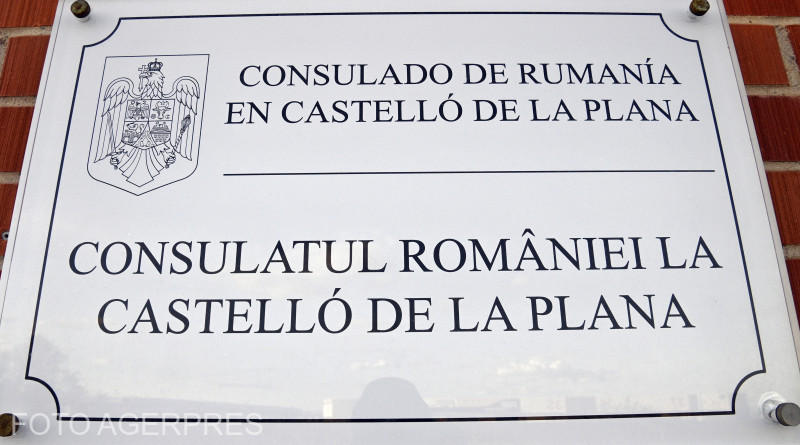 CONSULADO DE RUMANÍA
EN CASTELLÓ DE LA PLANA
CONSULATUL ROMÂNIEI LA
CASTELLÓ DE LA PLANA
FOTO AGERPRES